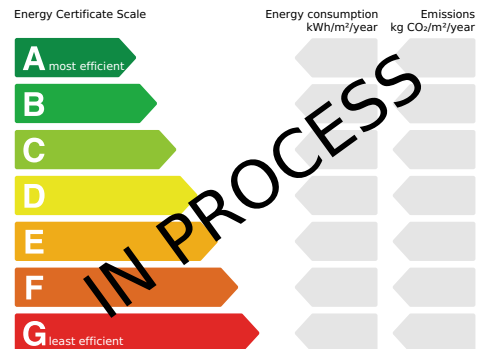 Energy Certificate Scale
Energy consumption
kWh/m²/year
Emissions
kg CO₂/m²/year
A most efficient
B
C
D
E
F
G least efficient
IN PROCESS